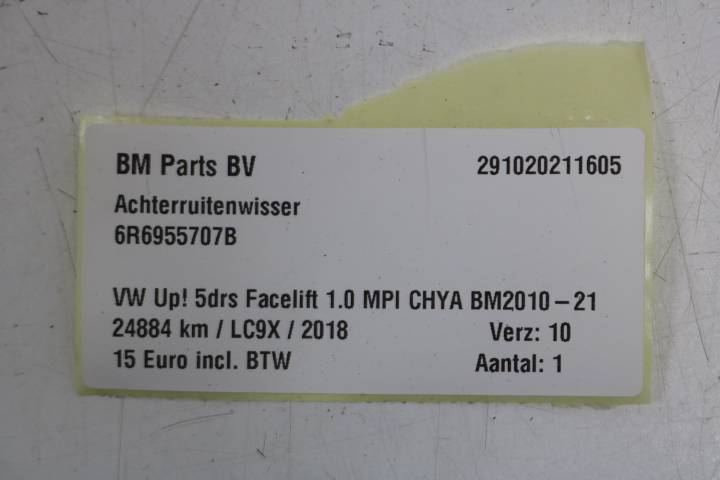 BM Parts BV 291020211605
Achterruitenwisser
6R6955707B
VW Up! 5drs Facelift 1.0 MPI CHYA BM2010-21
24884 km / LC9X / 2018 Verz: 10
15 Euro incl. BTW Aantal: 1